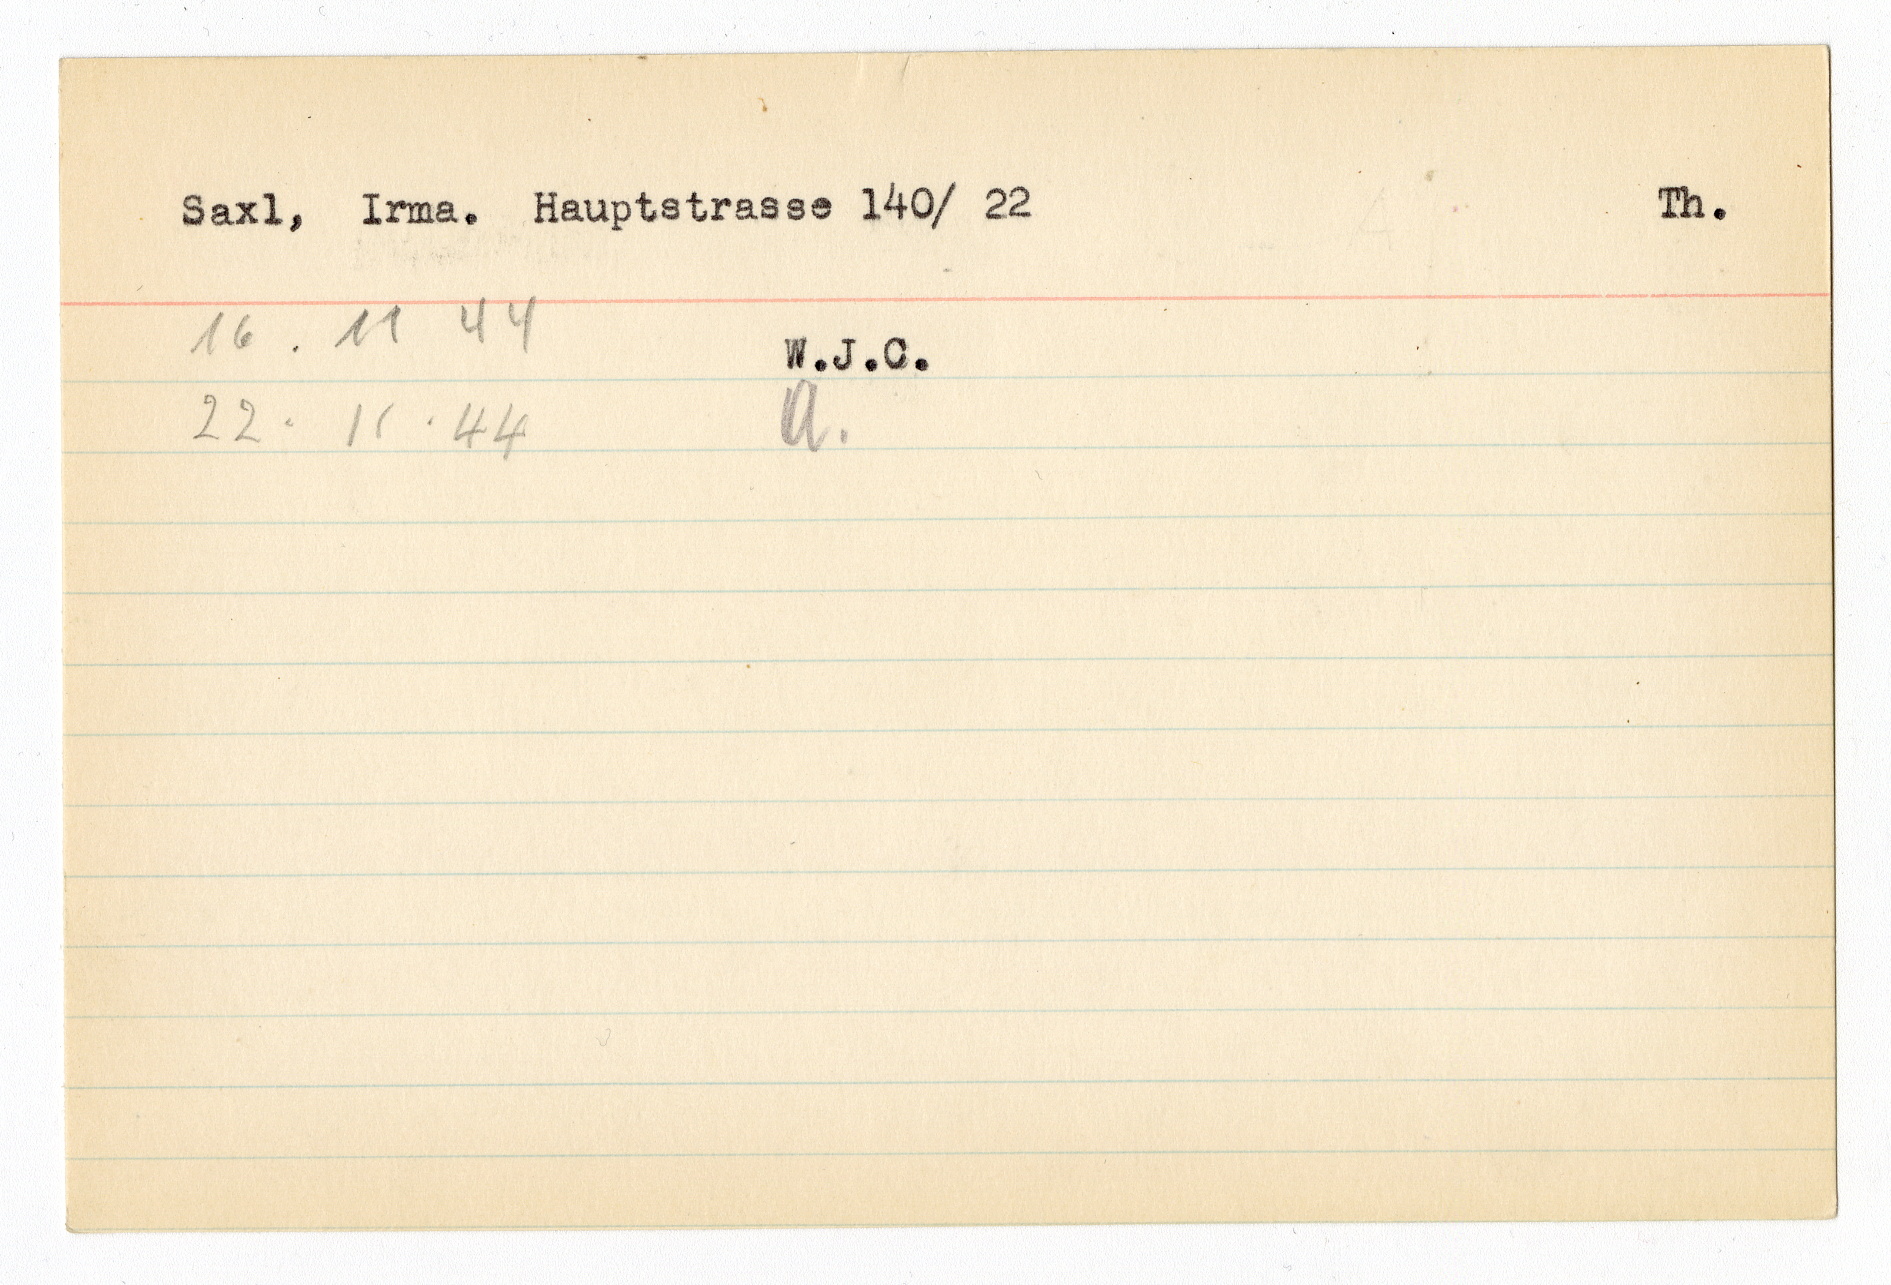 Saxl, Irma. Hauptstrasse 140/ 22 Th.
16 . 11 44 W.J.C.
22. 11. 44 A.